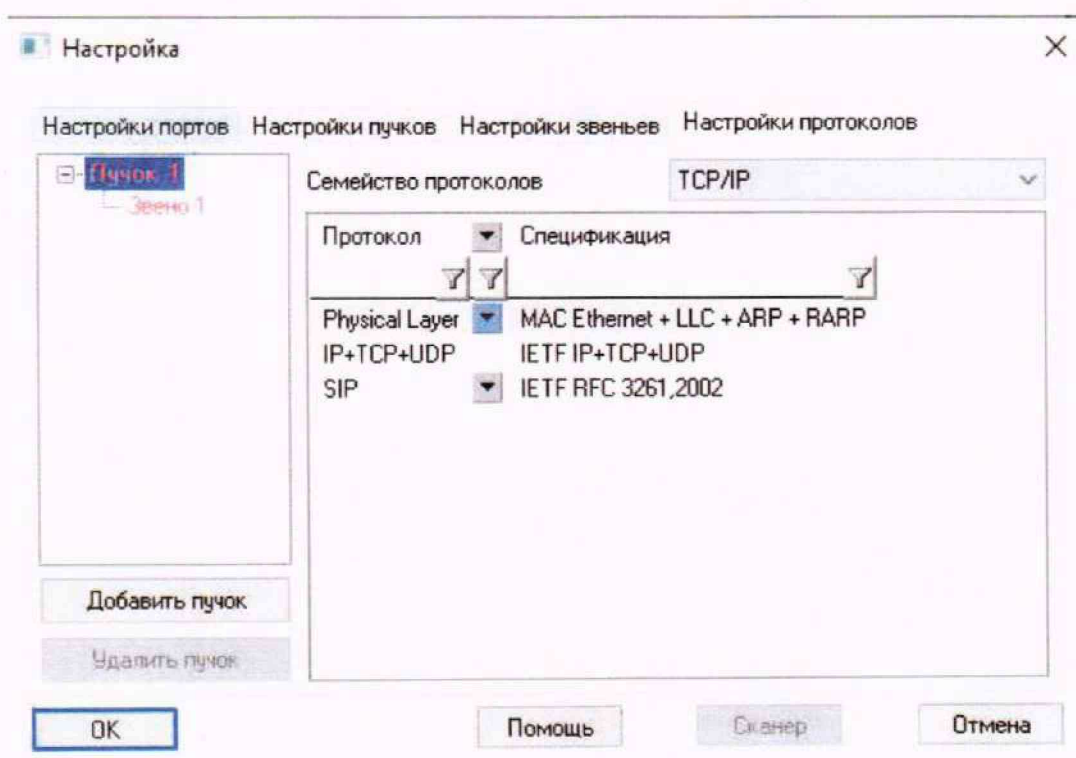 Настройка
Настройки портов Настройки пучков Настройки звеньев Настройки протоколов
Пучок 1
Звено 1
Семейство протоколов TCP/IP
Протокол Спецификация
Physical Layer MAC Ethernet + LLC + ARP + RARP
IP+TCP+UDP IETF IP+TCP+UDP
SIP IETF RFC 3261,2002
Добавить пучок
Удалить пучок
OK Помощь Сканер Отмена